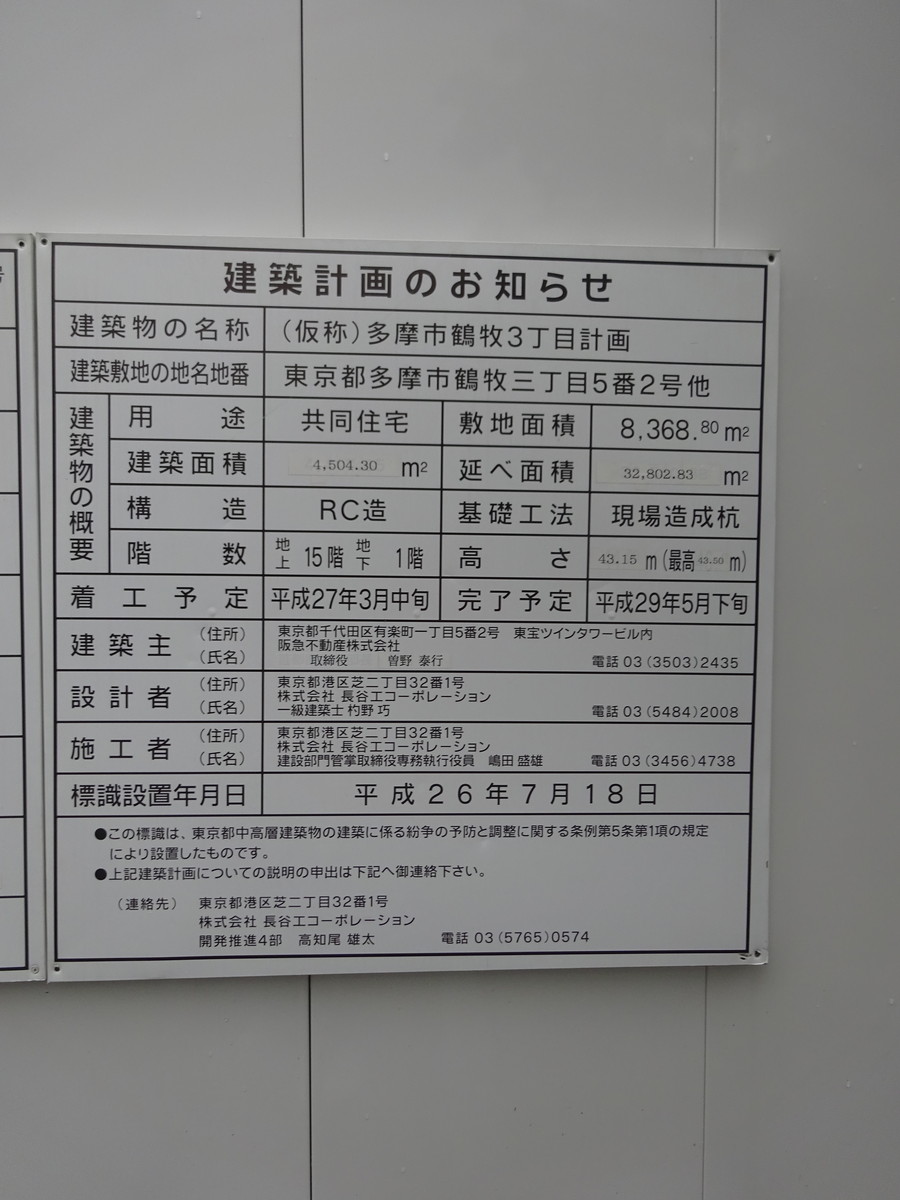 号
建築計画のお知らせ
建築物の名称 (仮称)多摩市鶴牧3丁目計画
建築敷地の地名地番 東京都多摩市鶴牧三丁目5番2号他
建築物の概要
用途 共同住宅 敷地面積 8,368.80 m2
建築面積 4,504.30 m2 延べ面積 32,802.83 m2
構造 RC造 基礎工法 現場造成杭
階数 地上 15階 地下 1階 高さ 43.15 m(最高43.50 m)
着工予定 平成27年3月中旬 完了予定 平成29年5月下旬
建築主 (住所) 東京都千代田区有楽町一丁目5番2号 東宝ツインタワービル内
阪急不動産株式会社
(氏名) 取締役 曽野 泰行 電話 03(3503)2435
設計者 (住所) 東京都港区芝二丁目32番1号
株式会社 長谷工コーポレーション
(氏名) 一級建築士 杓野 巧 電話 03(5484)2008
施工者 (住所) 東京都港区芝二丁目32番1号
株式会社 長谷工コーポレーション
(氏名) 建設部門管掌取締役専務執行役員 嶋田 盛雄 電話 03(3456)4738
標識設置年月日 平成26年7月18日
●この標識は、東京都中高層建築物の建築に係る紛争の予防と調整に関する条例第5条第1項の規定
により設置したものです。
●上記建築計画についての説明の申出は下記へ御連絡下さい。
(連絡先) 東京都港区芝二丁目32番1号
株式会社 長谷工コーポレーション
開発推進4部 高知尾 雄太 電話 03(5765)0574